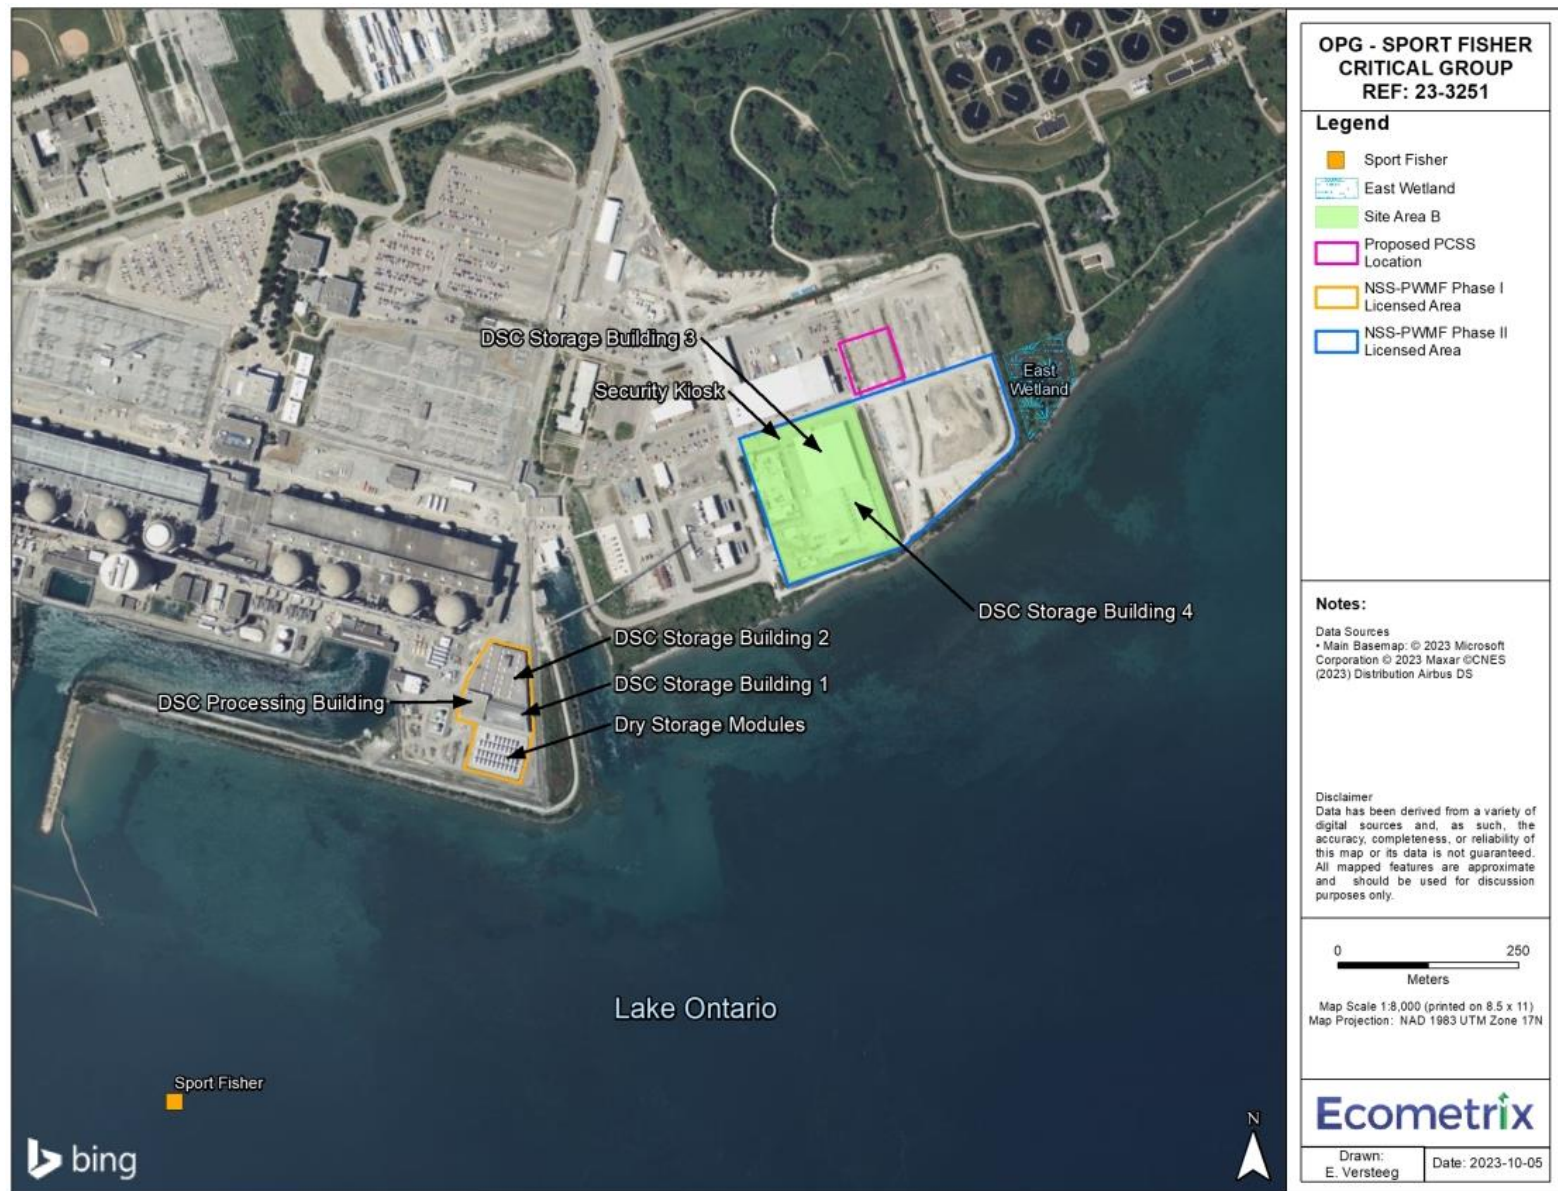 DSC Storage Building 3
Security Kiosk
East
Wetland
DSC Storage Building 4
DSC Storage Building 2
DSC Storage Building 1
DSC Processing Building
Dry Storage Modules
Lake Ontario
Sport Fisher
bing
N
OPG - SPORT FISHER
CRITICAL GROUP
REF: 23-3251
Legend
Sport Fisher
East Wetland
Site Area B
Proposed PCSS
Location
NSS-PWMF Phase I
Licensed Area
NSS-PWMF Phase II
Licensed Area
Notes:
Data Sources
• Main Basemap: © 2023 Microsoft
Corporation © 2023 Maxar ©CNES
(2023) Distribution Airbus DS
Disclaimer
Data has been derived from a variety of
digital sources and, as such, the
accuracy, completeness, or reliability of
this map or its data is not guaranteed.
All mapped features are approximate
and should be used for discussion
purposes only.
0 250
Meters
Map Scale 1:8,000 (printed on 8.5 x 11)
Map Projection: NAD 1983 UTM Zone 17N
Ecometrix
Drawn:
E. Versteeg
Date: 2023-10-05